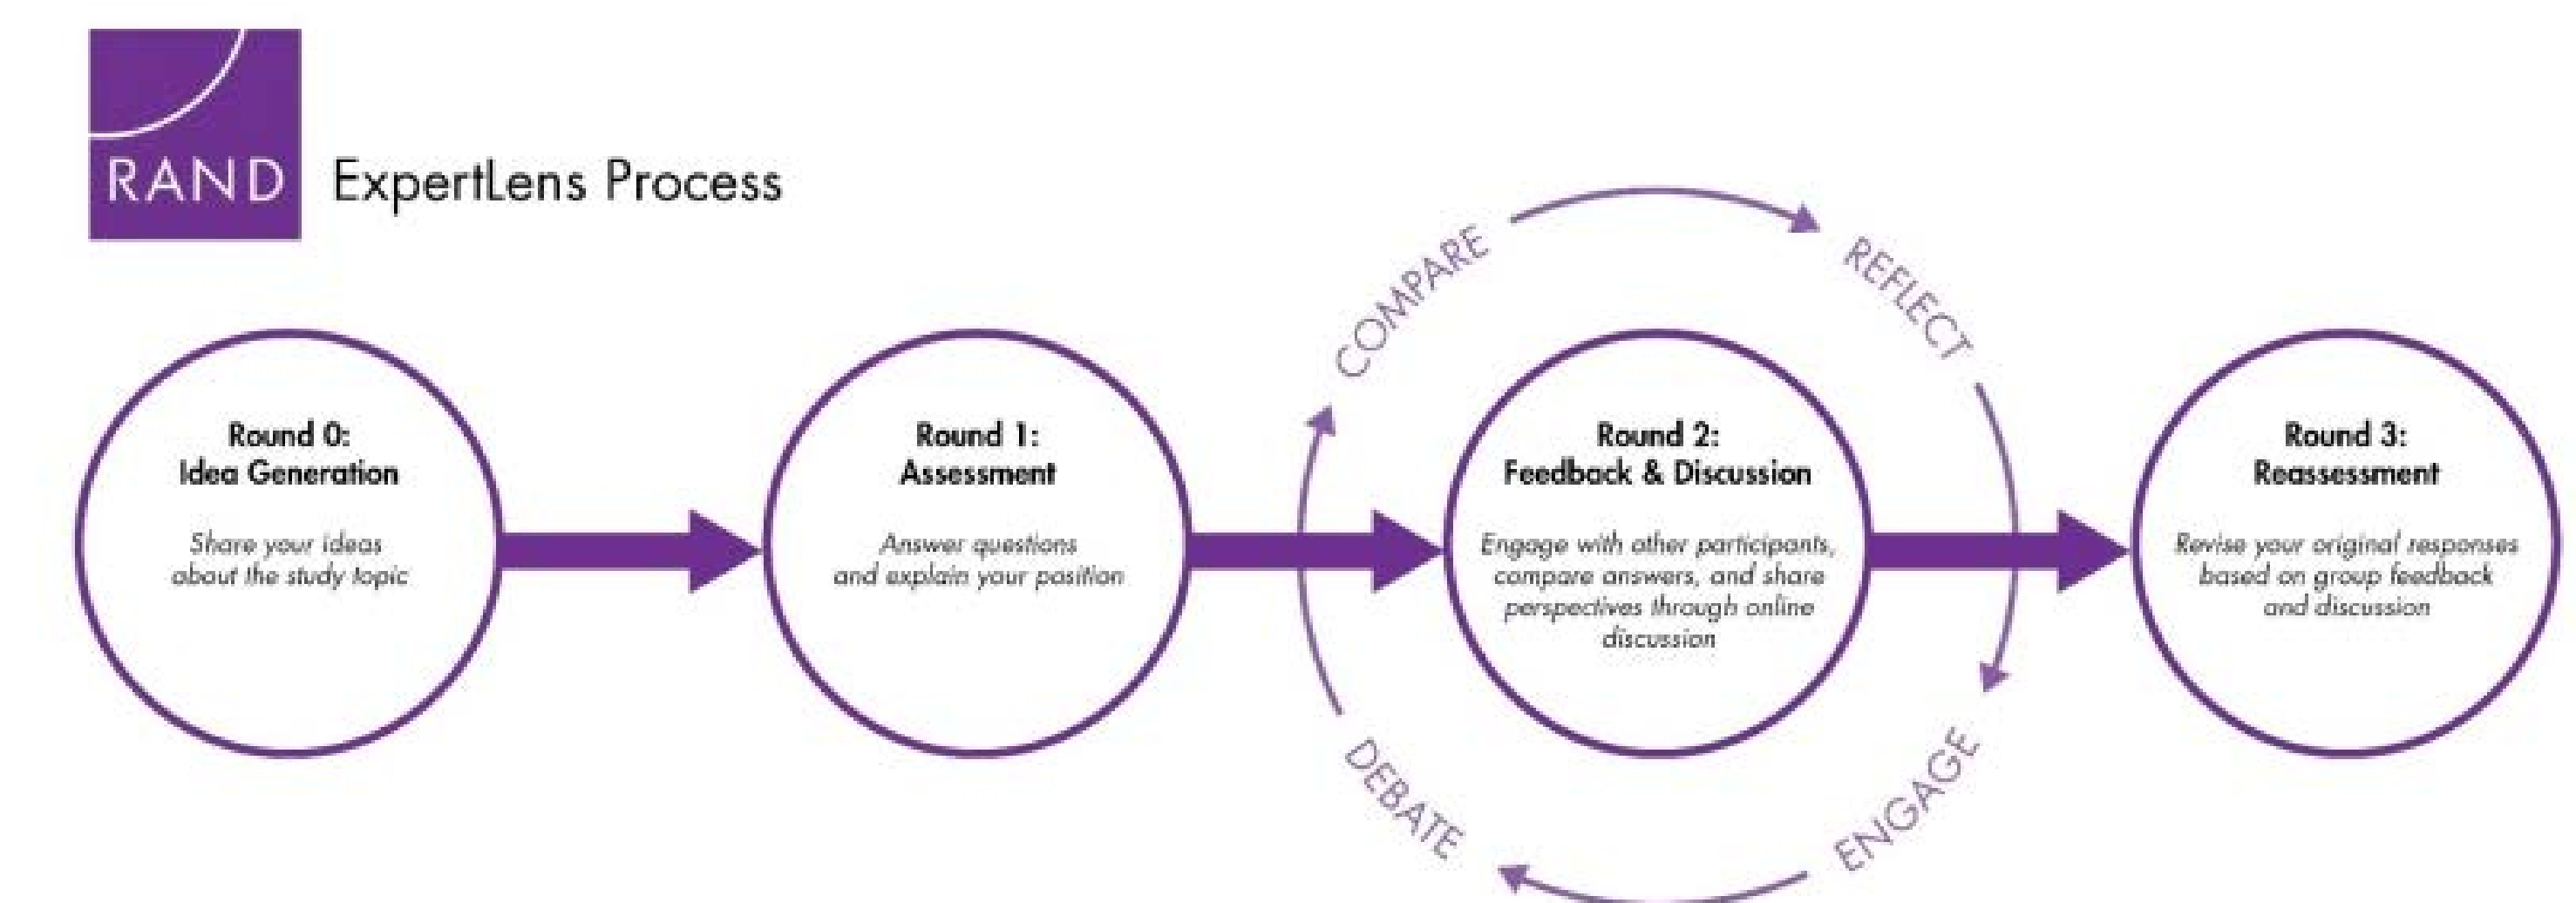 RAND
ExpertLens Process
Round 0:
Idea Generation
Share your ideas
about the study topic
Round 1:
Assessment
Answer questions
and explain your position
COMPARE
REFLECT
ENGAGE
DEBATE
Round 2:
Feedback & Discussion
Engage with other participants,
compare answers, and share
perspectives through online
discussion
Round 3:
Reassessment
Revise your original responses
based on group feedback
and discussion